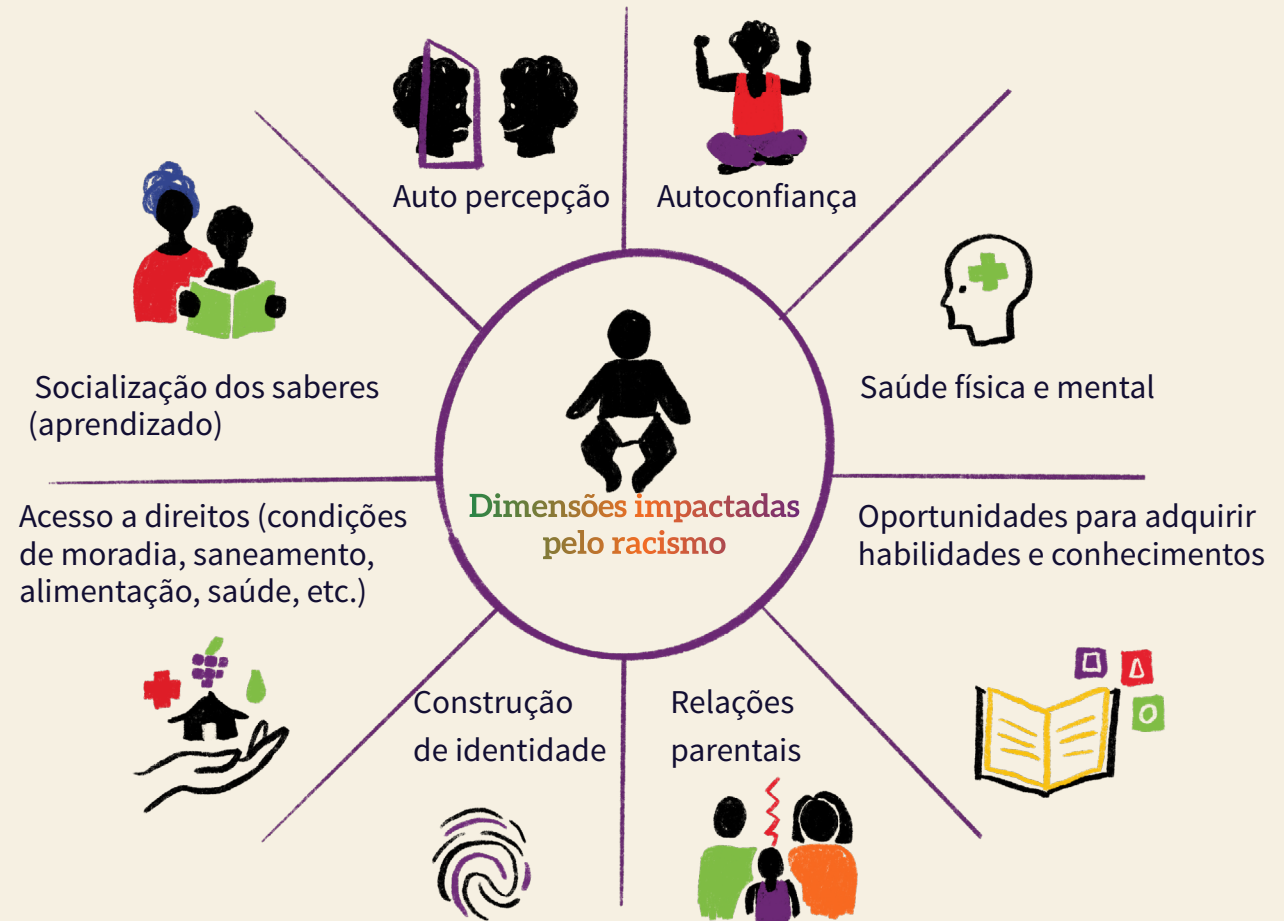 Auto percepção
Autoconfiança
Socialização dos saberes
(aprendizado)
Saúde física e mental
Dimensões impactadas
pelo racismo
Acesso a direitos (condições
de moradia, saneamento,
alimentação, saúde, etc.)
Oportunidades para adquirir
habilidades e conhecimentos
Construção
de identidade
Relações
parentais